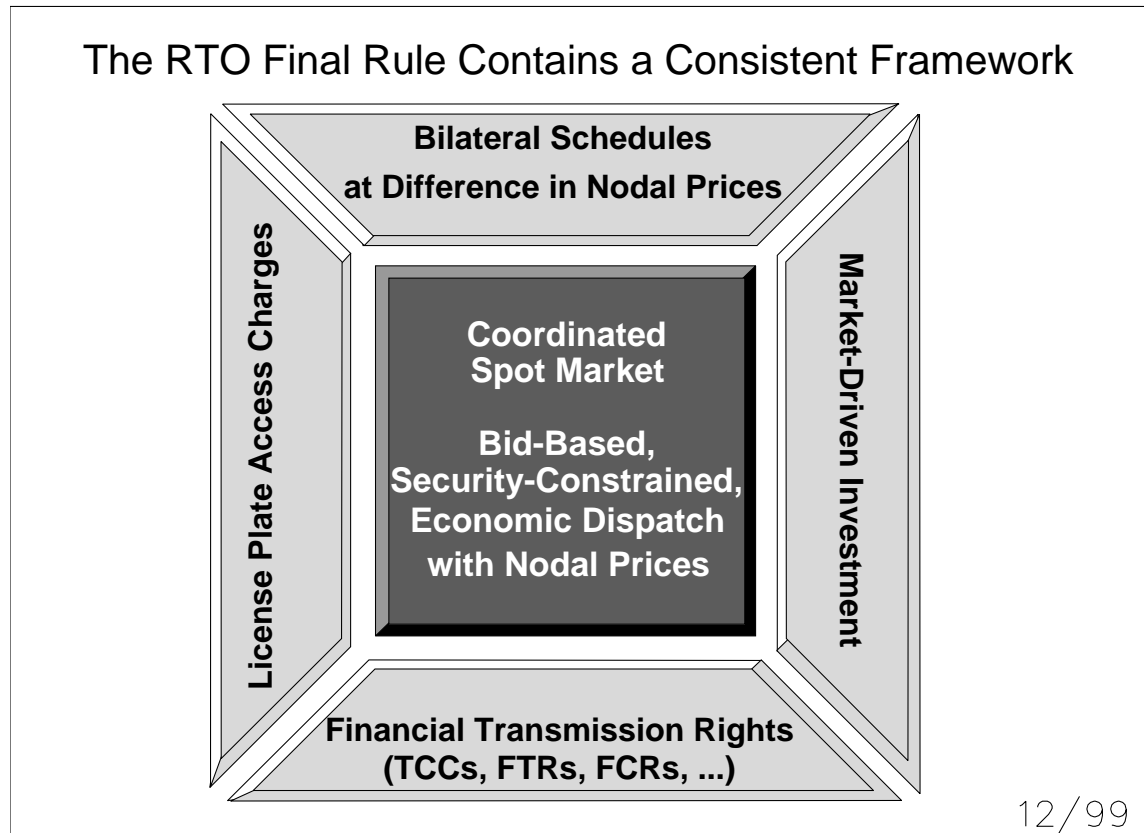 The RTO Final Rule Contains a Consistent Framework
Bilateral Schedules
at Difference in Nodal Prices
License Plate Access Charges
Coordinated
Spot Market
Bid-Based,
Security-Constrained,
Economic Dispatch
with Nodal Prices
Market-Driven Investment
Financial Transmission Rights
(TCCs, FTRs, FCRs, ...)
12/99